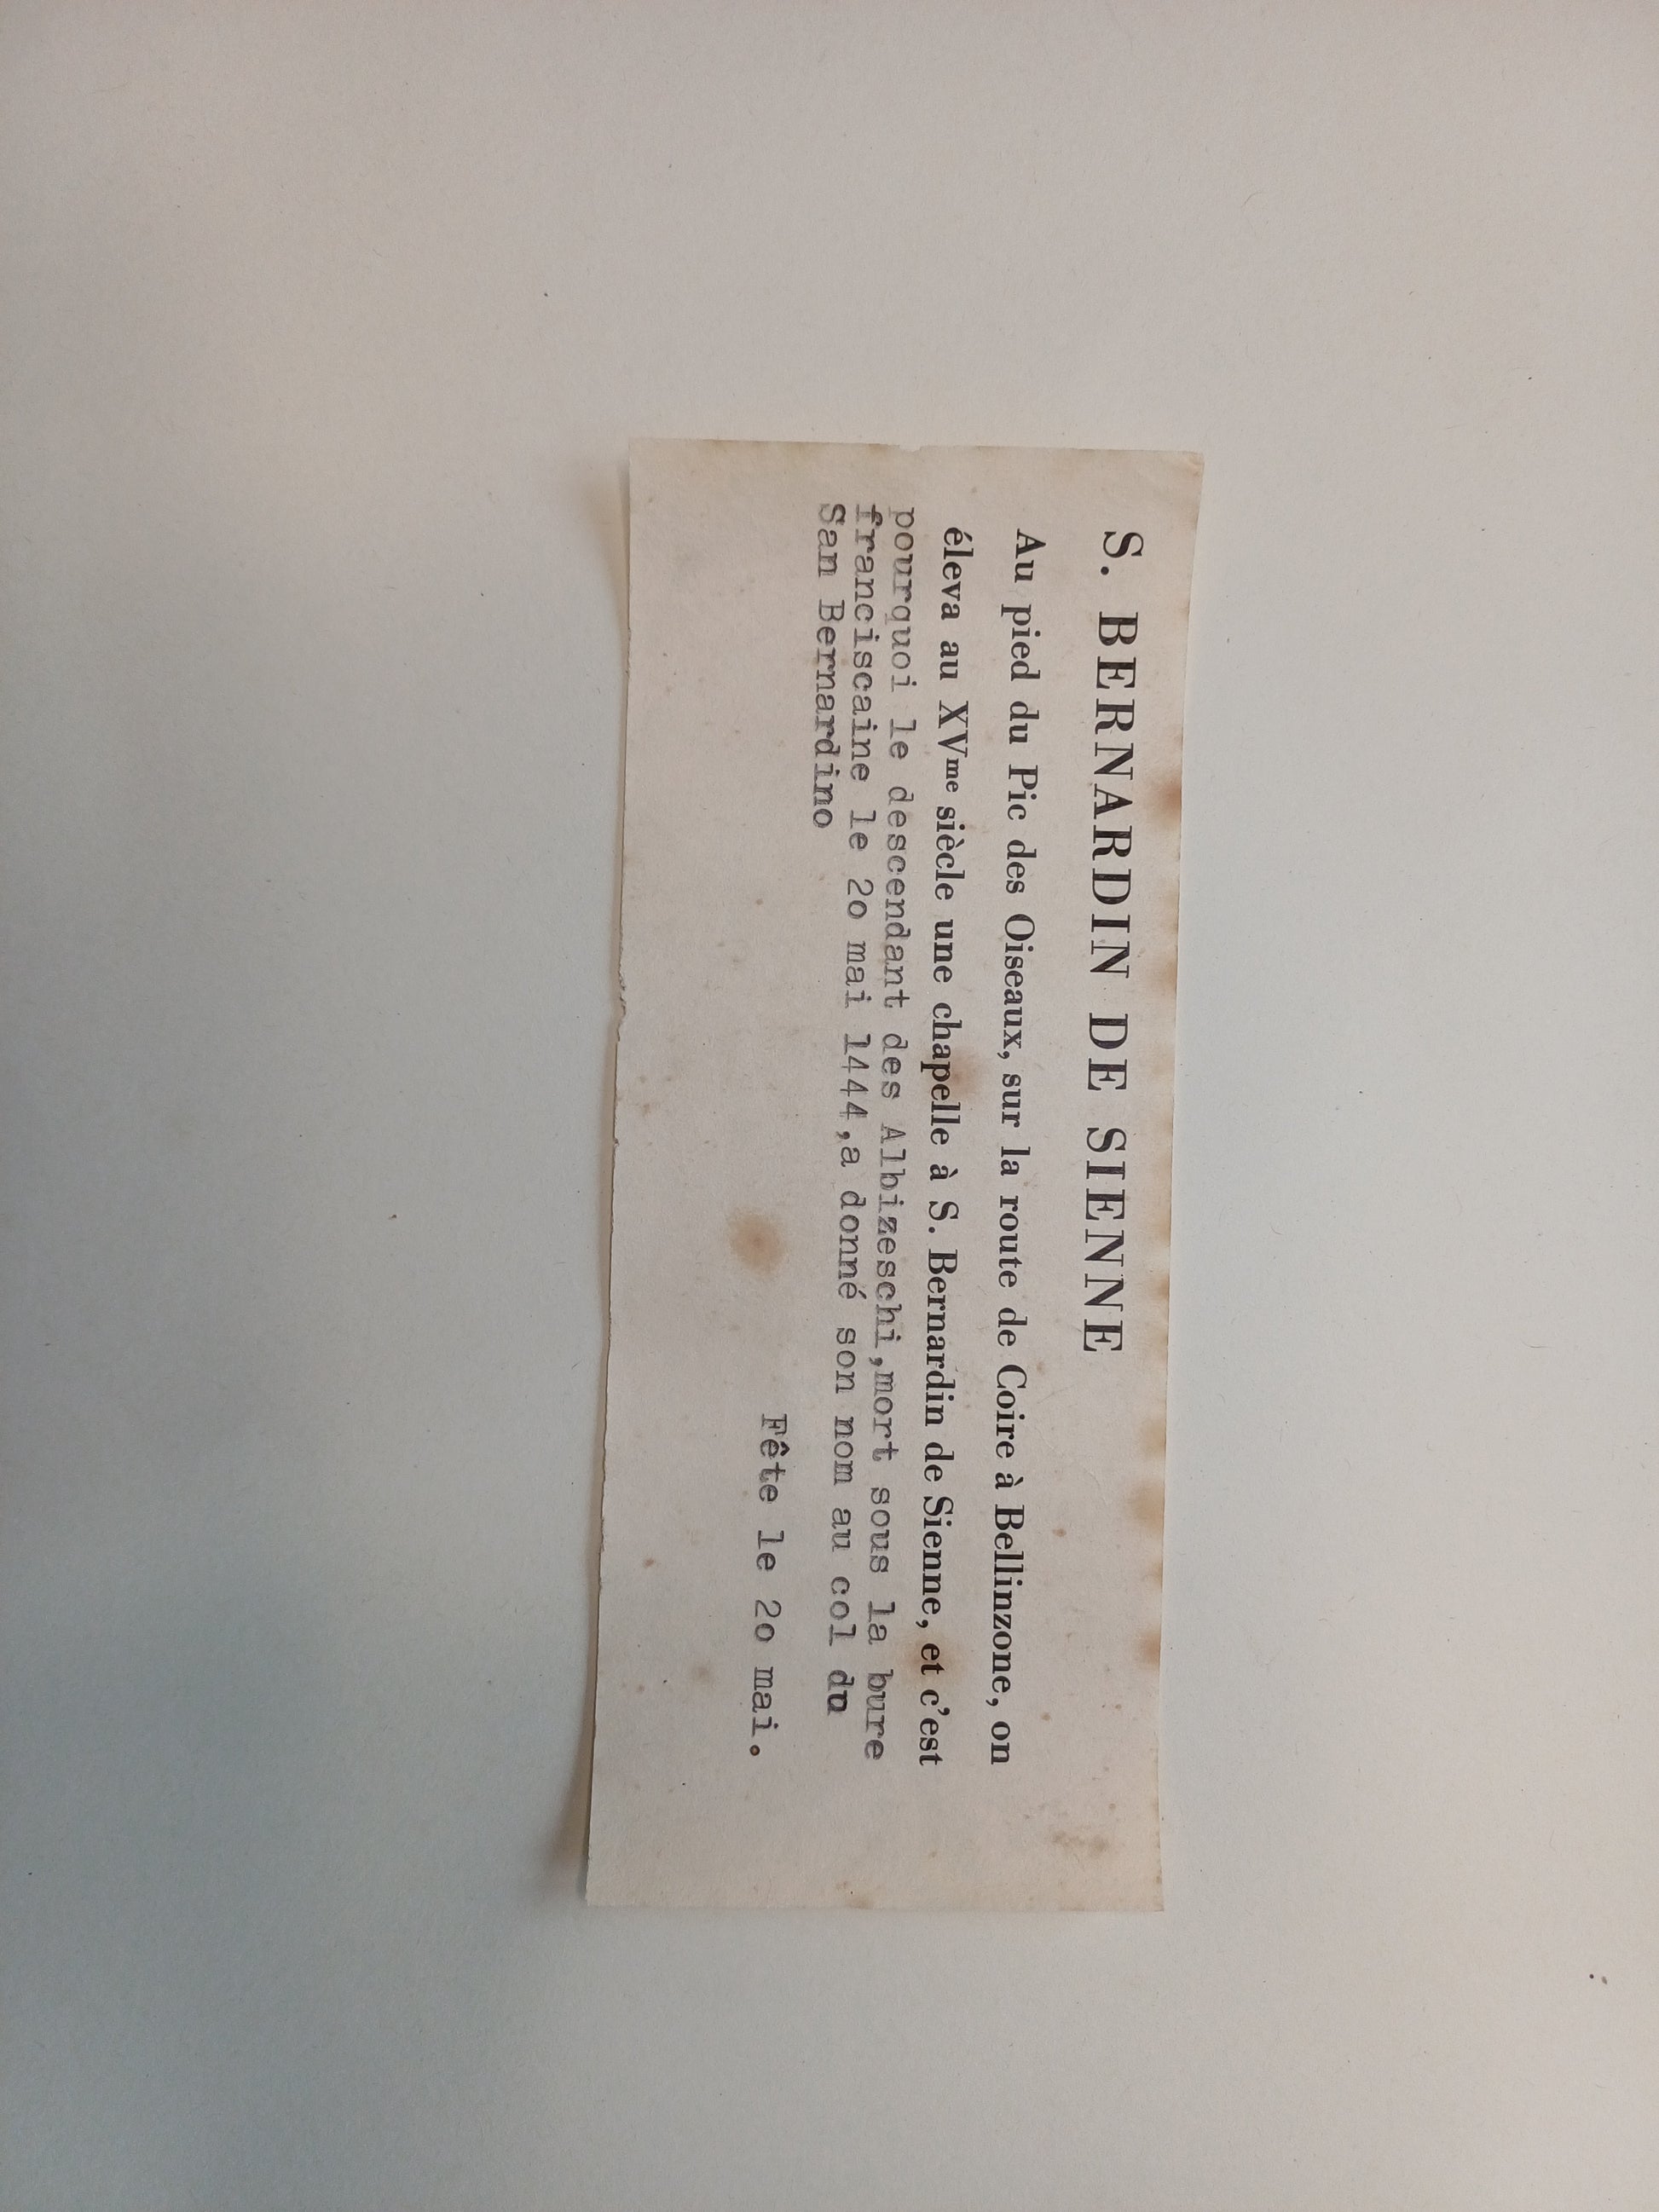 S. BERNARDIN DE SIENNE
Au pied du Pic des Oiseaux, sur la route de Coire à Bellinzone, on
éleva au XVme siècle une chapelle à S. Bernardin de Sienne, et c'est
pourquoi le descendant des Albizeschi,mort sous la bure
franciscaine le 2o mai 1444,a donné son nom au col du
San Bernardino
Fête le 2o mai.